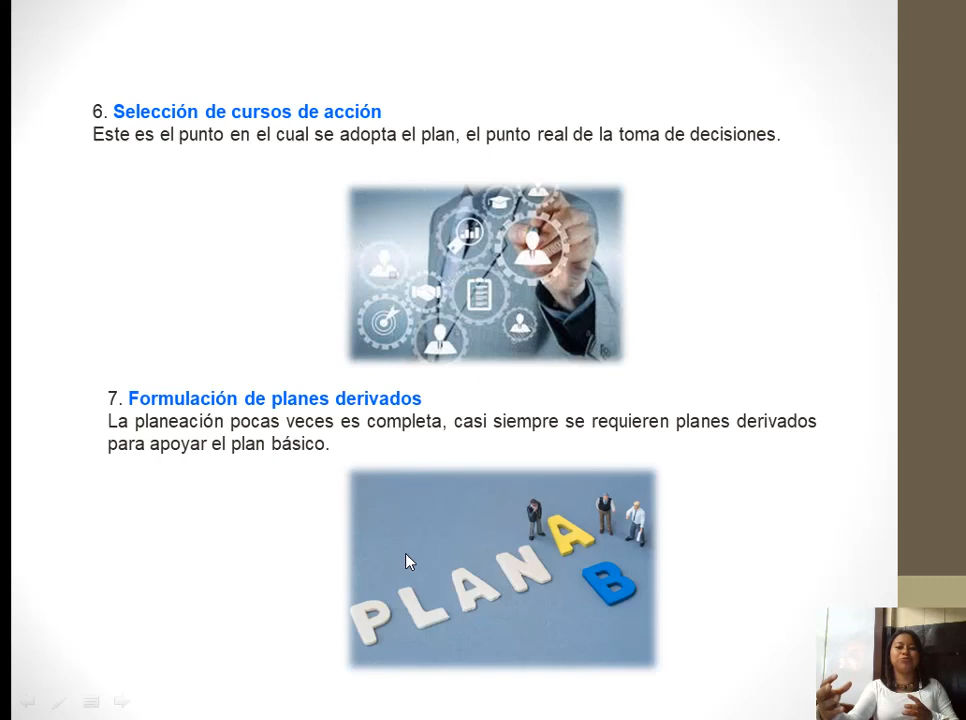 6. Selección de cursos de acción
Este es el punto en el cual se adopta el plan, el punto real de la toma de decisiones.
7. Formulación de planes derivados
La planeación pocas veces es completa, casi siempre se requieren planes derivados
para apoyar el plan básico.
PLAN A
B